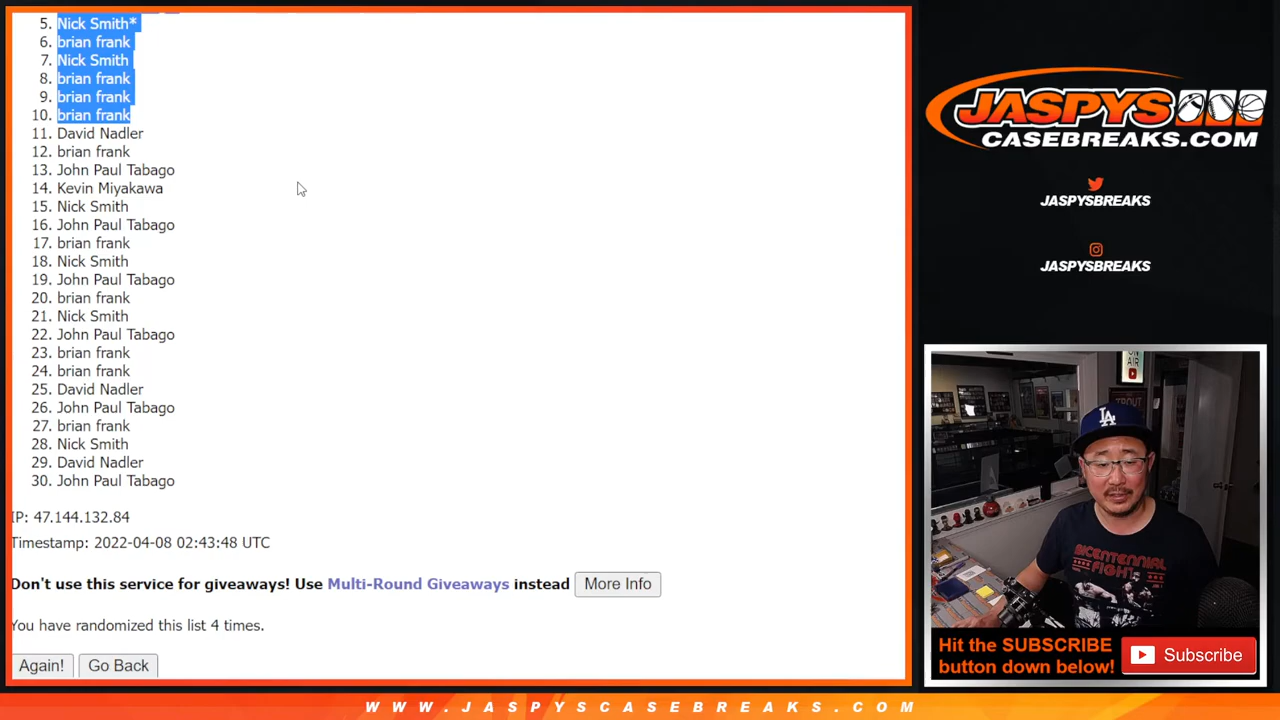 5. Nick Smith*
6. brian frank
7. Nick Smith
8. brian frank
9. brian frank
10. brian frank
11. David Nadler
12. brian frank
13. John Paul Tabago
14. Kevin Miyakawa
15. Nick Smith
16. John Paul Tabago
17. brian frank
18. Nick Smith
19. John Paul Tabago
20. brian frank
21. Nick Smith
22. John Paul Tabago
23. brian frank
24. brian frank
25. David Nadler
26. John Paul Tabago
27. brian frank
28. Nick Smith
29. David Nadler
30. John Paul Tabago
IP: 47.144.132.84
Timestamp: 2022-04-08 02:43:48 UTC
Don't use this service for giveaways! Use Multi-Round Giveaways instead More Info
You have randomized this list 4 times.
Again! Go Back
JASPYS
CASEBREAKS.COM
JASPYSBREAKS
JASPYSBREAKS
ON
AIR
TROUT
LA
BICENTENNIAL
FIGHT
Hit the SUBSCRIBE
button down below!
Subscribe
WWW.JASPYSCASEBREAKS.COM